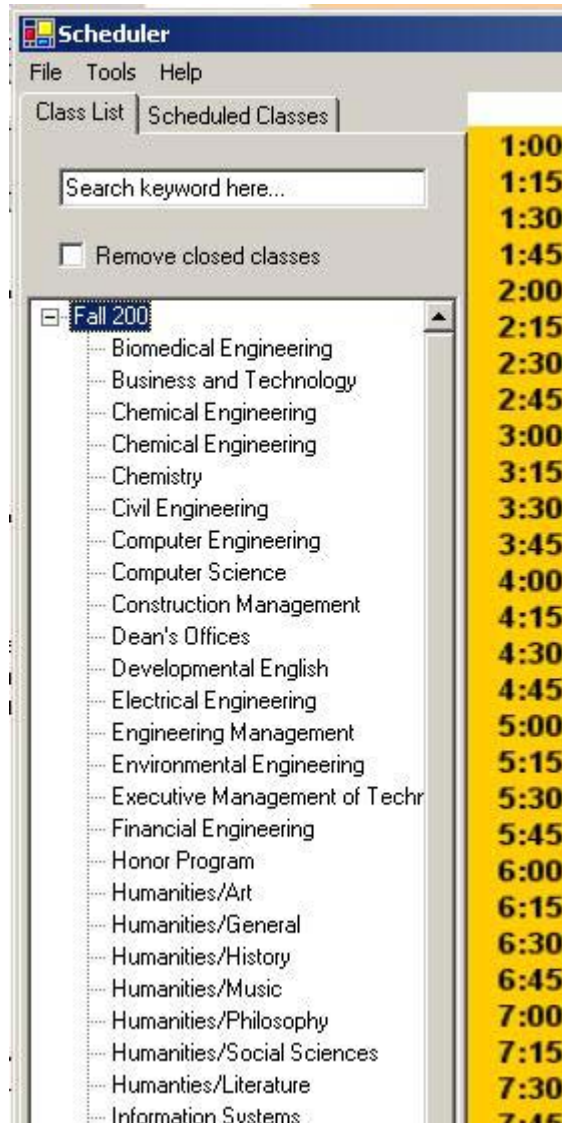 Scheduler
File Tools Help
Class List Scheduled Classes
Search keyword here...
Remove closed classes
Fall 200
Biomedical Engineering
Business and Technology
Chemical Engineering
Chemical Engineering
Chemistry
Civil Engineering
Computer Engineering
Computer Science
Construction Management
Dean's Offices
Developmental English
Electrical Engineering
Engineering Management
Environmental Engineering
Executive Management of Techr
Financial Engineering
Honor Program
Humanities/Art
Humanities/General
Humanities/History
Humanities/Music
Humanities/Philosophy
Humanities/Social Sciences
Humanties/Literature
Information Systems
1:00
1:15
1:30
1:45
2:00
2:15
2:30
2:45
3:00
3:15
3:30
3:45
4:00
4:15
4:30
4:45
5:00
5:15
5:30
5:45
6:00
6:15
6:30
6:45
7:00
7:15
7:30
7:45